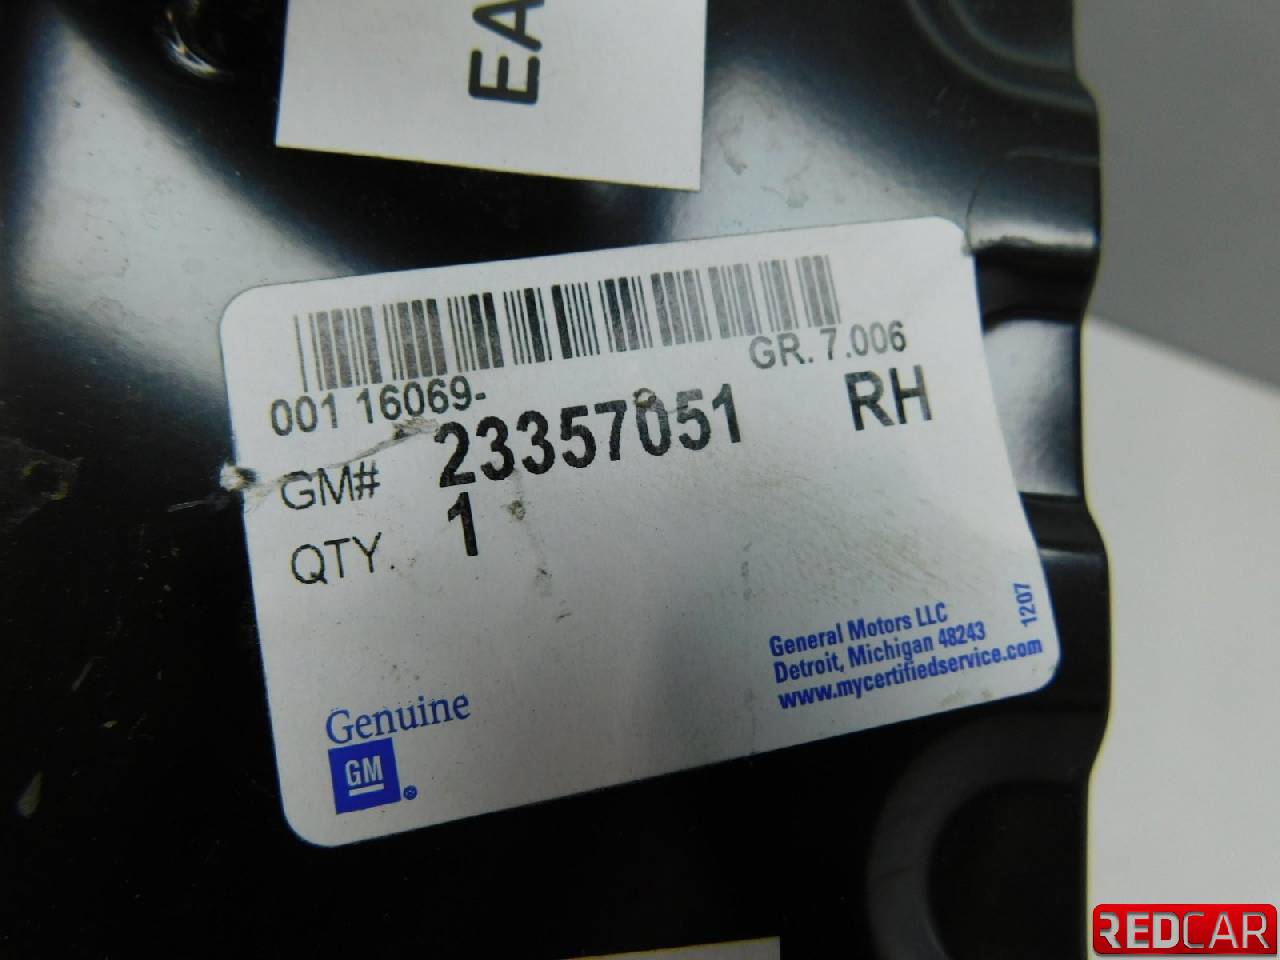 EA
GR. 7.006
001 16069-
GM# 23357051 RH
QTY. 1
General Motors LLC
Detroit, Michigan 48243
www.mycertifiedservice.com
1207
Genuine
GM
®
REDCAR